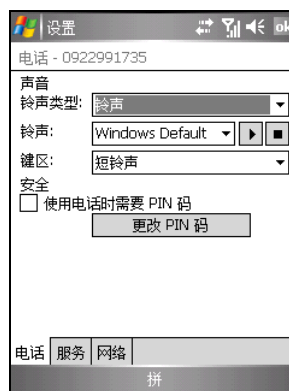 设置 ok
电话 - 0922991735
声音
铃声类型: 铃声
铃声: Windows Default
键区: 短铃声
安全
使用电话时需要 PIN 码
更改 PIN 码
电话 服务 网络
拼